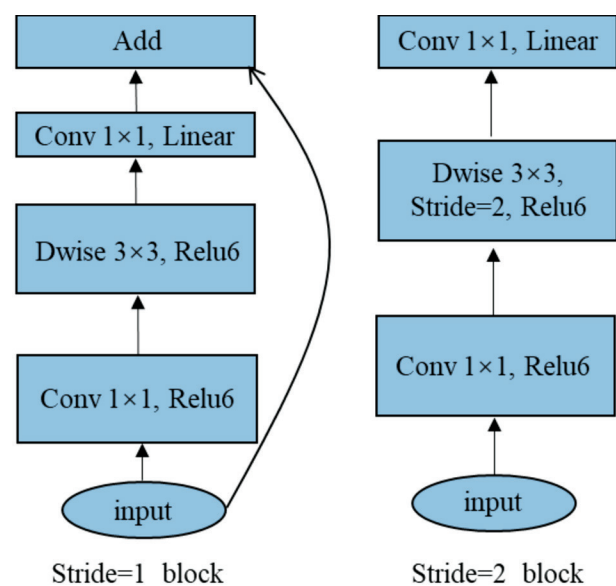 Add
Conv 1×1, Linear
Dwise 3×3, Relu6
Conv 1×1, Relu6
input
Stride=1 block
Conv 1×1, Linear
Dwise 3×3,
Stride=2, Relu6
Conv 1×1, Relu6
input
Stride=2 block